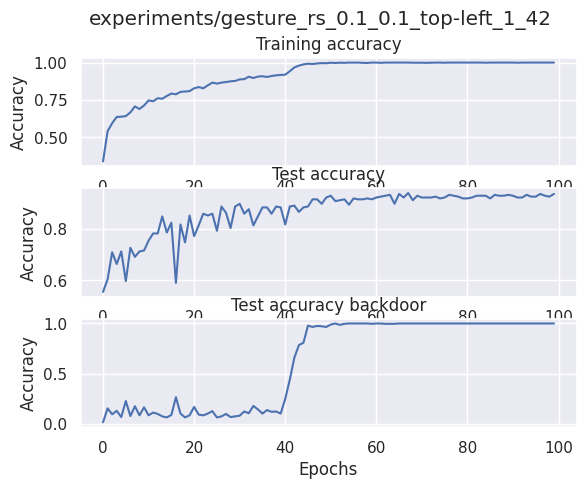 experiments/gesture_rs_0.1_0.1_top-left_1_42
Training accuracy
1.00
0.75
0.50
Accuracy
0 20 40 60 80 100
Test accuracy
0.8
0.6
Accuracy
0 20 40 60 80 100
Test accuracy backdoor
1.0
0.5
0.0
Accuracy
0 20 40 60 80 100
Epochs